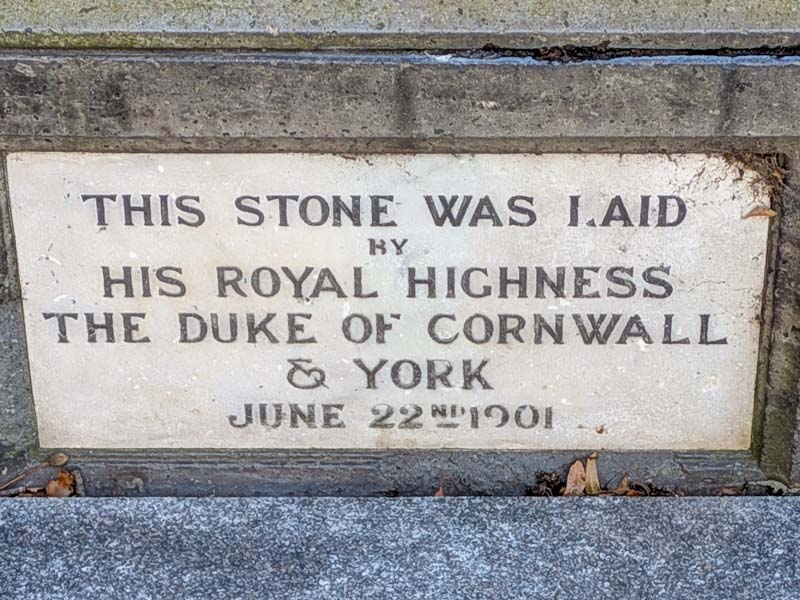 THIS STONE WAS LAID
BY
HIS ROYAL HIGHNESS
THE DUKE OF CORNWALL
& YORK
JUNE 22ND 1901